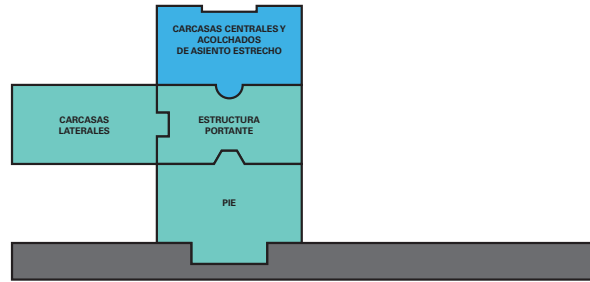 CARCASAS CENTRALES Y
ACOLCHADOS
DE ASIENTO ESTRECHO
CARCASAS
LATERALES
ESTRUCTURA
PORTANTE
PIE